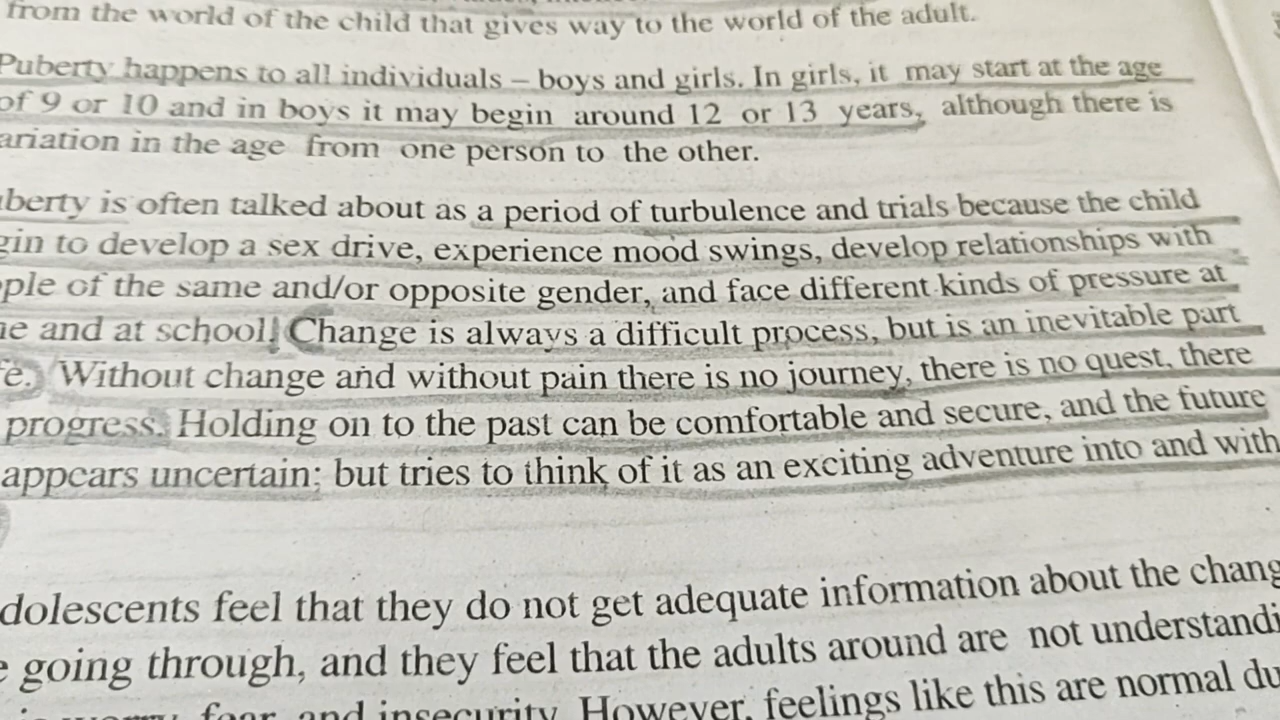 from the world of the child that gives way to the world of the adult.
Puberty happens to all individuals – boys and girls. In girls, it may start at the age
of 9 or 10 and in boys it may begin around 12 or 13 years, although there is
ariation in the age from one person to the other.
berty is often talked about as a period of turbulence and trials because the child
gin to develop a sex drive, experience mood swings, develop relationships with
ple of the same and/or opposite gender, and face different kinds of pressure at
e and at school. Change is always a difficult process, but is an inevitable part
e. Without change and without pain there is no journey, there is no quest, there
progress. Holding on to the past can be comfortable and secure, and the future
appears uncertain; but tries to think of it as an exciting adventure into and with
dolescents feel that they do not get adequate information about the chang
e going through, and they feel that the adults around are not understandi
worry, fear, and insecurity. However, feelings like this are normal du